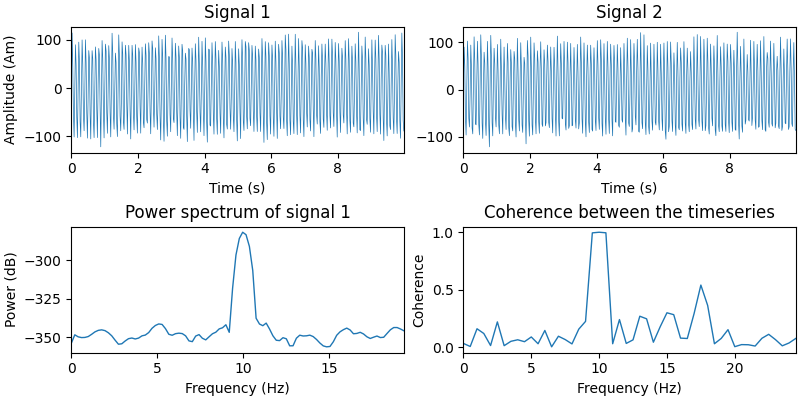 Signal 1
Signal 2
Amplitude (Am)
100
0
−100
0 2 4 6 8
Time (s)
100
0
−100
0 2 4 6 8
Time (s)
Power spectrum of signal 1
Coherence between the timeseries
Power (dB)
−300
−325
−350
0 5 10 15
Frequency (Hz)
Coherence
1.0
0.5
0.0
0 5 10 15 20
Frequency (Hz)